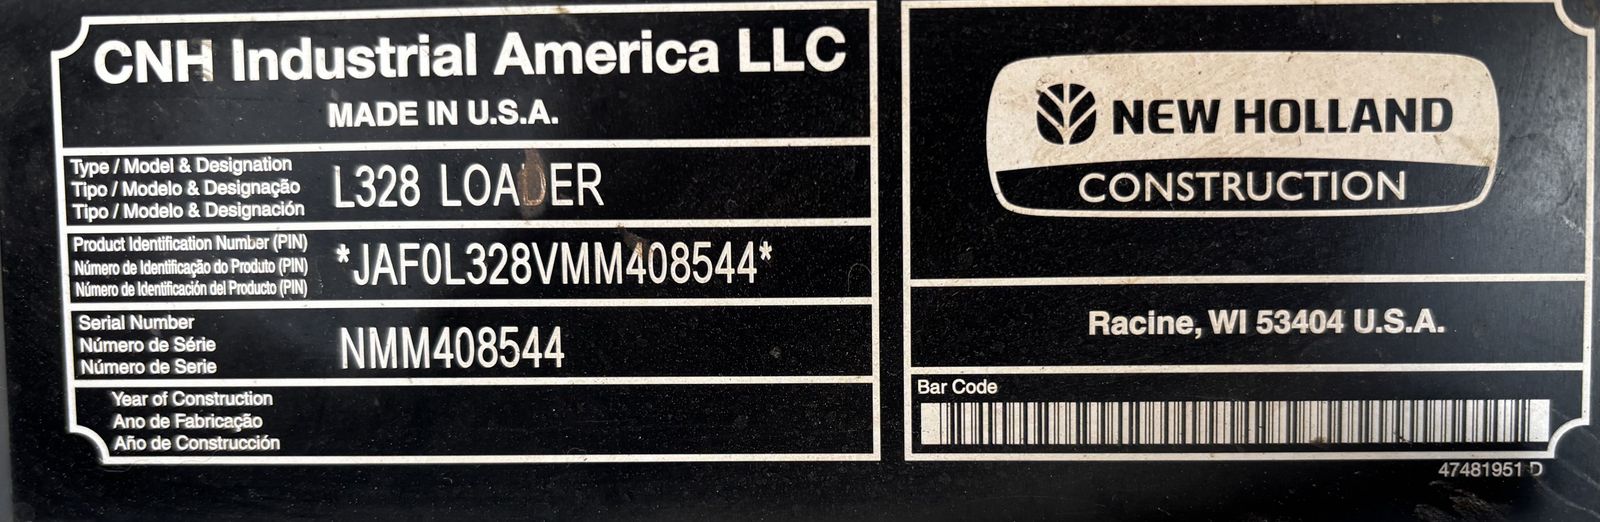 CNH Industrial America LLC
MADE IN U.S.A.
Type / Model & Designation
Tipo / Modelo & Designação
Tipo / Modelo & Designación
L328 LOADER
Product Identification Number (PIN)
Número de Identificação do Produto (PIN)
Número de Identificación del Producto (PIN)
*JAF0L328VMM408544*
Serial Number
Número de Série
Número de Serie
NMM408544
Year of Construction
Ano de Fabricação
Año de Construcción
NEW HOLLAND
CONSTRUCTION
Racine, WI 53404 U.S.A.
Bar Code
47481951 D